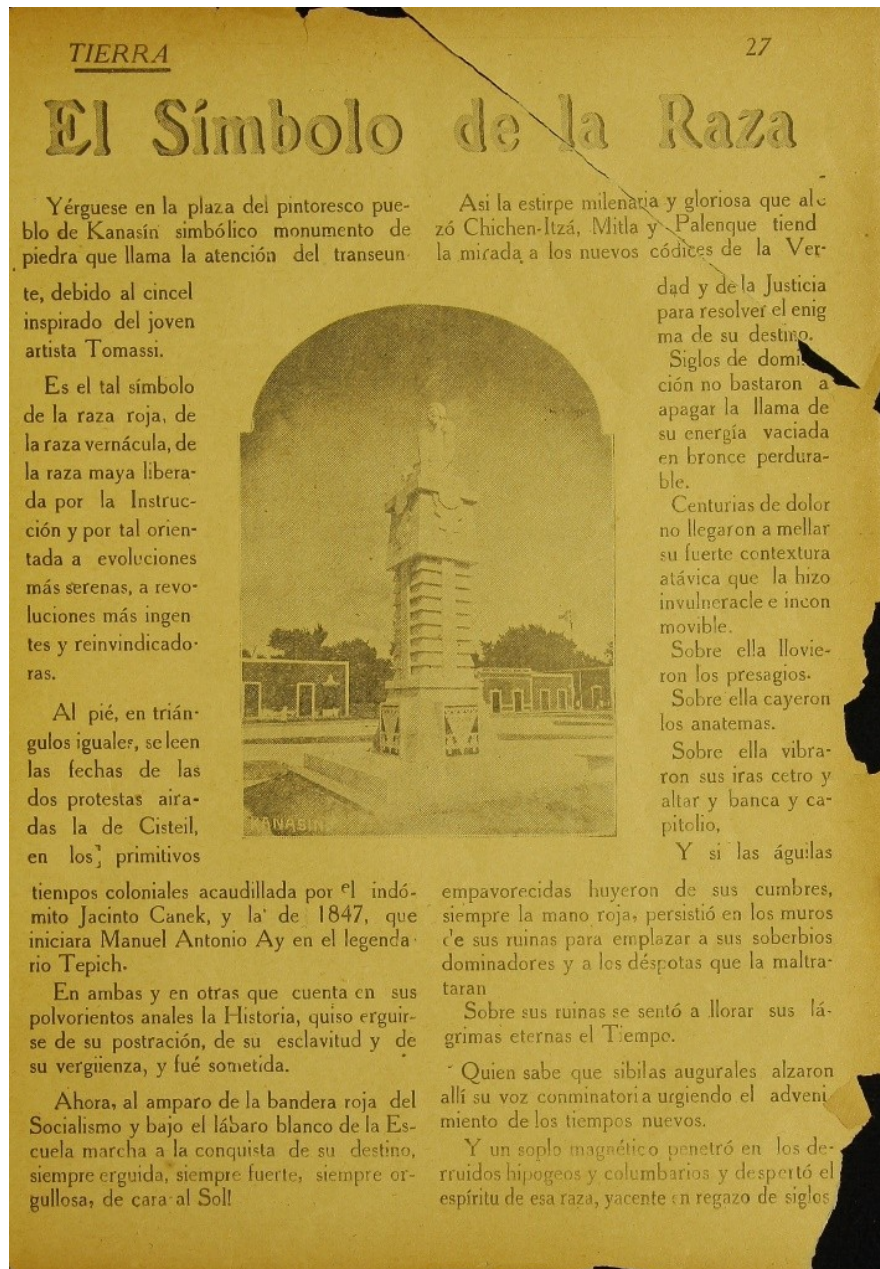 TIERRA
27
El Símbolo de la Raza
Yérguese en la plaza del pintoresco pue-
blo de Kanasín simbólico monumento de
piedra que llama la atención del transeun
te, debido al cincel
inspirado del joven
artista Tomassi.
Es el tal símbolo
de la raza roja, de
la raza vernácula, de
la raza maya libera-
da por la Instruc-
ción y por tal orien-
tada a evoluciones
más serenas, a revo-
luciones más ingen
tes y reinvindicado-
ras.
Al pié, en trián-
gulos iguales, se leen
las fechas de las
dos protestas aira-
das la de Cisteil,
en los primitivos
tiempos coloniales acaudillada por el indó-
mito Jacinto Canek, y la de 1847, que
iniciara Manuel Antonio Ay en el legenda-
rio Tepich.
En ambas y en otras que cuenta en sus
polvorientos anales la Historia, quiso erguir-
se de su postración, de su esclavitud y de
su vergüenza, y fué sometida.
Ahora, al amparo de la bandera roja del
Socialismo y bajo el lábaro blanco de la Es-
cuela marcha a la conquista de su destino,
siempre erguida, siempre fuerte, siempre or-
gullosa, de cara al Sol!
KANASIN
Asi la estirpe milenaria y gloriosa que
zó Chichen-Itzá, Mitla y Palenque tiend
la mirada a los nuevos códices de la Ver-
dad y de la Justicia
para resolver el enig
ma de su destino.
Siglos de domi
ción no bastaron a
apagar la llama de
su energía vaciada
en bronce perdura-
ble.
Centurias de dolor
no llegaron a mellar
su fuerte contextura
atávica que la hizo
invulneracle e incon
movible.
Sobre ella llovie-
ron los presagios.
Sobre ella cayeron
los anatemas.
Sobre ella vibra-
ron sus iras cetro y
altar y banca y ca-
pitolio,
Y si las águilas
empavorecidas huyeron de sus cumbres,
siempre la mano roja, persistió en los muros
de sus ruinas para emplazar a sus soberbios
dominadores y a los déspotas que la maltra-
taran
Sobre sus ruinas se sentó a llorar sus lá-
grimas eternas el Tiempo.
Quien sabe que sibilas augurales alzaron
allí su voz conminatoria urgiendo el adveni
miento de los tiempos nuevos.
Y un soplo magnético penetró en los de-
rruidos hipogeos y columbarios y despertó el
espíritu de esa raza, yacente en regazo de siglos